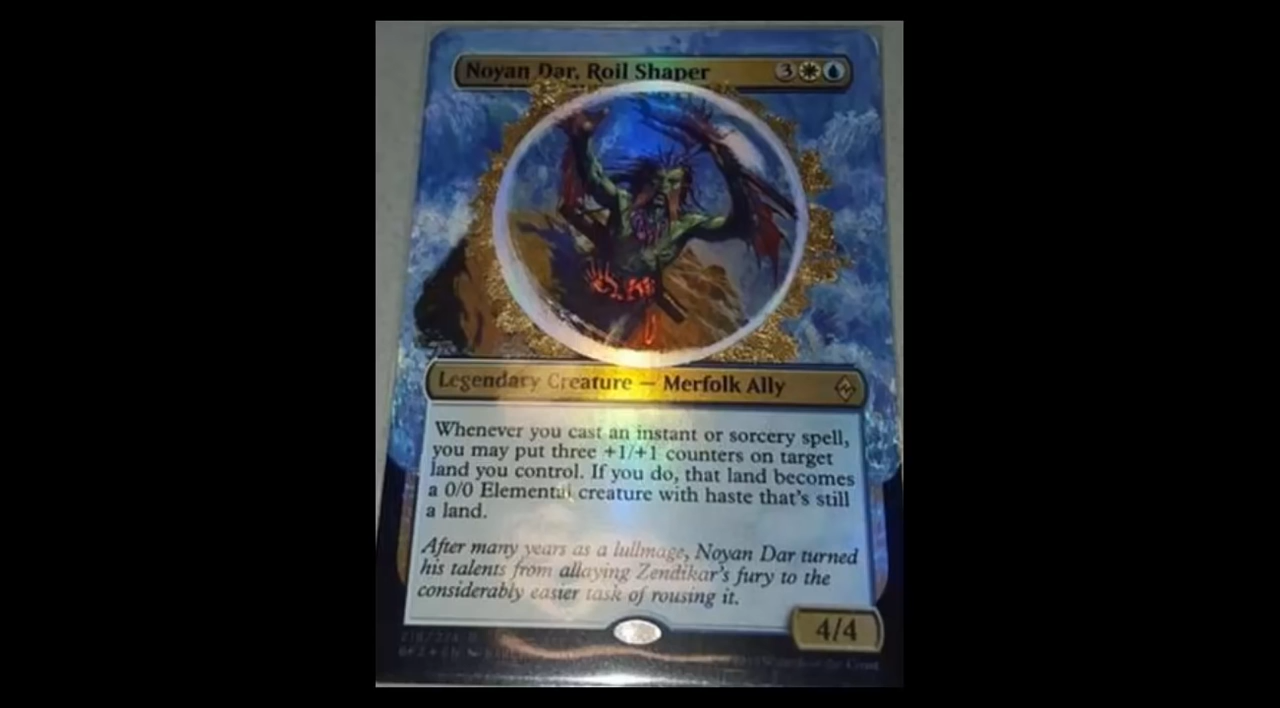 Noyan Dar, Roil Shaper 3
Legendary Creature — Merfolk Ally
Whenever you cast an instant or sorcery spell,
you may put three +1/+1 counters on target
land you control. If you do, that land becomes
a 0/0 Elemental creature with haste that's still
a land.
After many years as a lullmage, Noyan Dar turned
his talents from allaying Zendikar's fury to the
considerably easier task of rousing it.
4/4